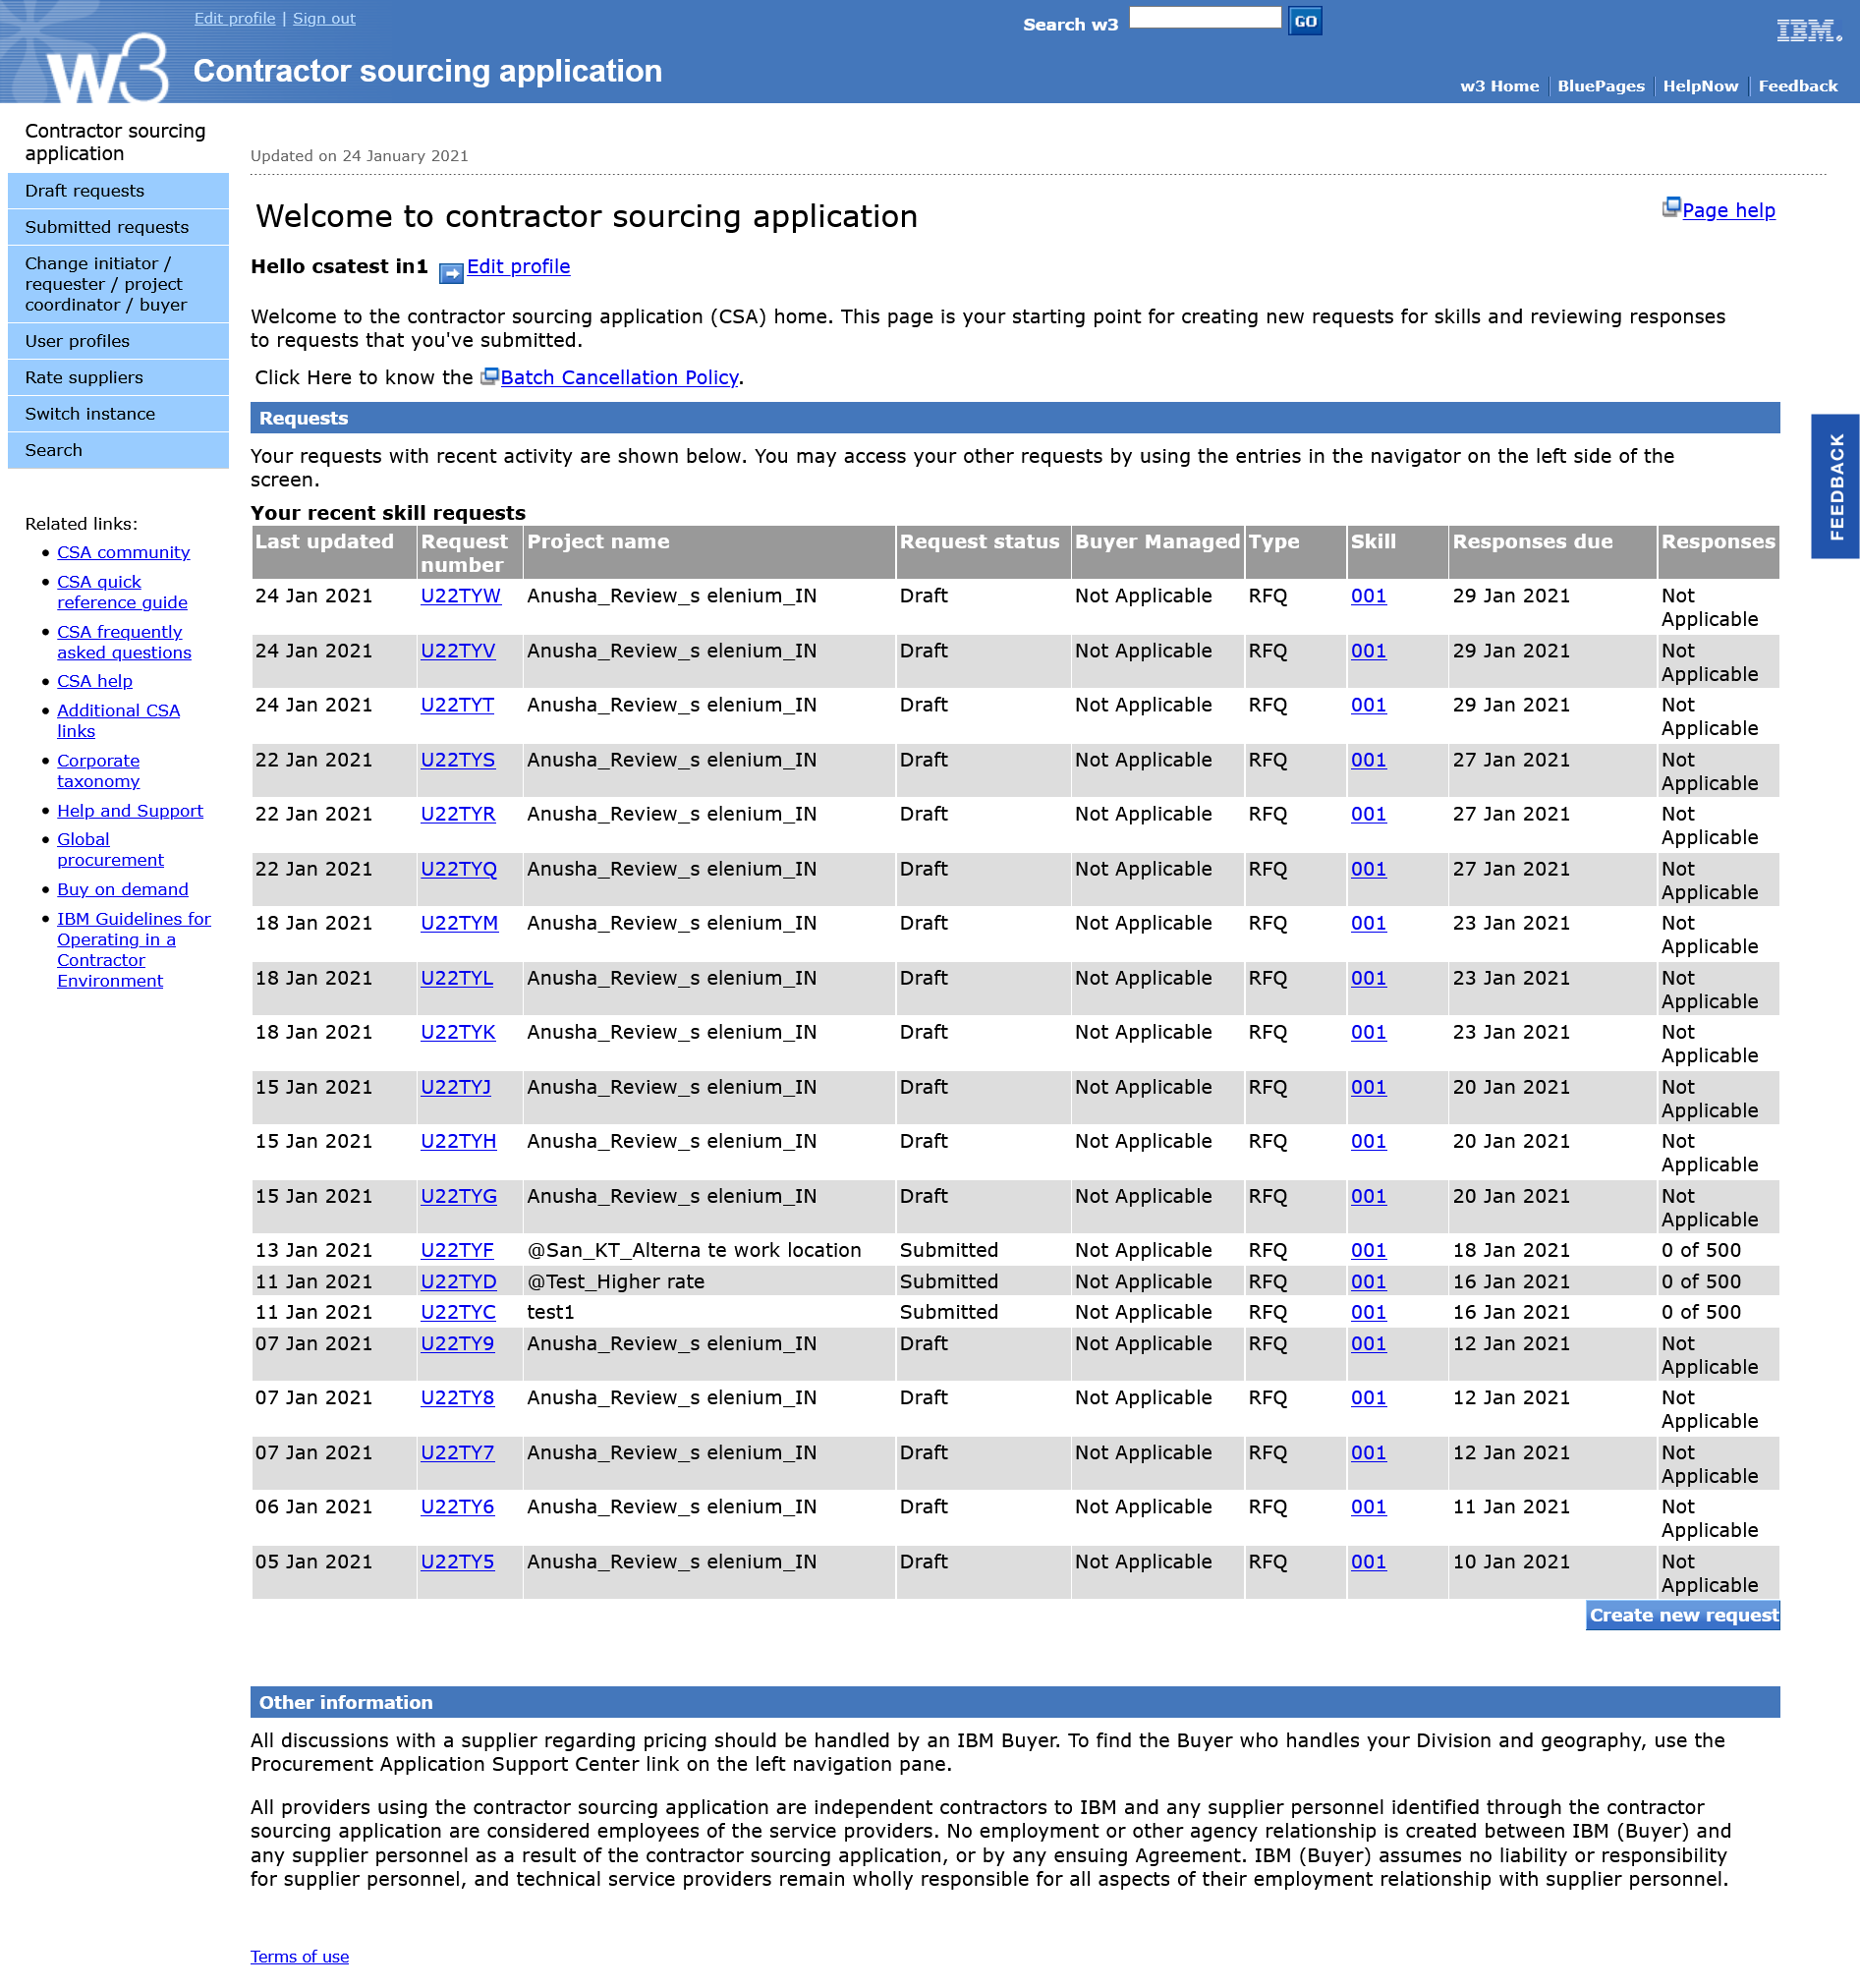 Edit profile | Sign out
Search w3 GO
IBM.
w3
Contractor sourcing application
w3 Home | BluePages | HelpNow | Feedback
Contractor sourcing
application
Draft requests
Submitted requests
Change initiator /
requester / project
coordinator / buyer
User profiles
Rate suppliers
Switch instance
Search
Related links:
• CSA community
• CSA quick
reference guide
• CSA frequently
asked questions
• CSA help
• Additional CSA
links
• Corporate
taxonomy
• Help and Support
• Global
procurement
• Buy on demand
• IBM Guidelines for
Operating in a
Contractor
Environment
Updated on 24 January 2021
Welcome to contractor sourcing application
Page help
Hello csatest in1 Edit profile
Welcome to the contractor sourcing application (CSA) home. This page is your starting point for creating new requests for skills and reviewing responses
to requests that you've submitted.
Click Here to know the Batch Cancellation Policy.
Requests
Your requests with recent activity are shown below. You may access your other requests by using the entries in the navigator on the left side of the
screen.
FEEDBACK
Your recent skill requests
Last updated Request number Project name Request status Buyer Managed Type Skill Responses due Responses
24 Jan 2021 U22TYW Anusha_Review_s elenium_IN Draft Not Applicable RFQ 001 29 Jan 2021 Not Applicable
24 Jan 2021 U22TYV Anusha_Review_s elenium_IN Draft Not Applicable RFQ 001 29 Jan 2021 Not Applicable
24 Jan 2021 U22TYT Anusha_Review_s elenium_IN Draft Not Applicable RFQ 001 29 Jan 2021 Not Applicable
22 Jan 2021 U22TYS Anusha_Review_s elenium_IN Draft Not Applicable RFQ 001 27 Jan 2021 Not Applicable
22 Jan 2021 U22TYR Anusha_Review_s elenium_IN Draft Not Applicable RFQ 001 27 Jan 2021 Not Applicable
22 Jan 2021 U22TYQ Anusha_Review_s elenium_IN Draft Not Applicable RFQ 001 27 Jan 2021 Not Applicable
18 Jan 2021 U22TYM Anusha_Review_s elenium_IN Draft Not Applicable RFQ 001 23 Jan 2021 Not Applicable
18 Jan 2021 U22TYL Anusha_Review_s elenium_IN Draft Not Applicable RFQ 001 23 Jan 2021 Not Applicable
18 Jan 2021 U22TYK Anusha_Review_s elenium_IN Draft Not Applicable RFQ 001 23 Jan 2021 Not Applicable
15 Jan 2021 U22TYJ Anusha_Review_s elenium_IN Draft Not Applicable RFQ 001 20 Jan 2021 Not Applicable
15 Jan 2021 U22TYH Anusha_Review_s elenium_IN Draft Not Applicable RFQ 001 20 Jan 2021 Not Applicable
15 Jan 2021 U22TYG Anusha_Review_s elenium_IN Draft Not Applicable RFQ 001 20 Jan 2021 Not Applicable
13 Jan 2021 U22TYF @San_KT_Alterna te work location Submitted Not Applicable RFQ 001 18 Jan 2021 0 of 500
11 Jan 2021 U22TYD @Test_Higher rate Submitted Not Applicable RFQ 001 16 Jan 2021 0 of 500
11 Jan 2021 U22TYC test1 Submitted Not Applicable RFQ 001 16 Jan 2021 0 of 500
07 Jan 2021 U22TY9 Anusha_Review_s elenium_IN Draft Not Applicable RFQ 001 12 Jan 2021 Not Applicable
07 Jan 2021 U22TY8 Anusha_Review_s elenium_IN Draft Not Applicable RFQ 001 12 Jan 2021 Not Applicable
07 Jan 2021 U22TY7 Anusha_Review_s elenium_IN Draft Not Applicable RFQ 001 12 Jan 2021 Not Applicable
06 Jan 2021 U22TY6 Anusha_Review_s elenium_IN Draft Not Applicable RFQ 001 11 Jan 2021 Not Applicable
05 Jan 2021 U22TY5 Anusha_Review_s elenium_IN Draft Not Applicable RFQ 001 10 Jan 2021 Not Applicable
Create new request
Other information
All discussions with a supplier regarding pricing should be handled by an IBM Buyer. To find the Buyer who handles your Division and geography, use the
Procurement Application Support Center link on the left navigation pane.
All providers using the contractor sourcing application are independent contractors to IBM and any supplier personnel identified through the contractor
sourcing application are considered employees of the service providers. No employment or other agency relationship is created between IBM (Buyer) and
any supplier personnel as a result of the contractor sourcing application, or by any ensuing Agreement. IBM (Buyer) assumes no liability or responsibility
for supplier personnel, and technical service providers remain wholly responsible for all aspects of their employment relationship with supplier personnel.
Terms of use